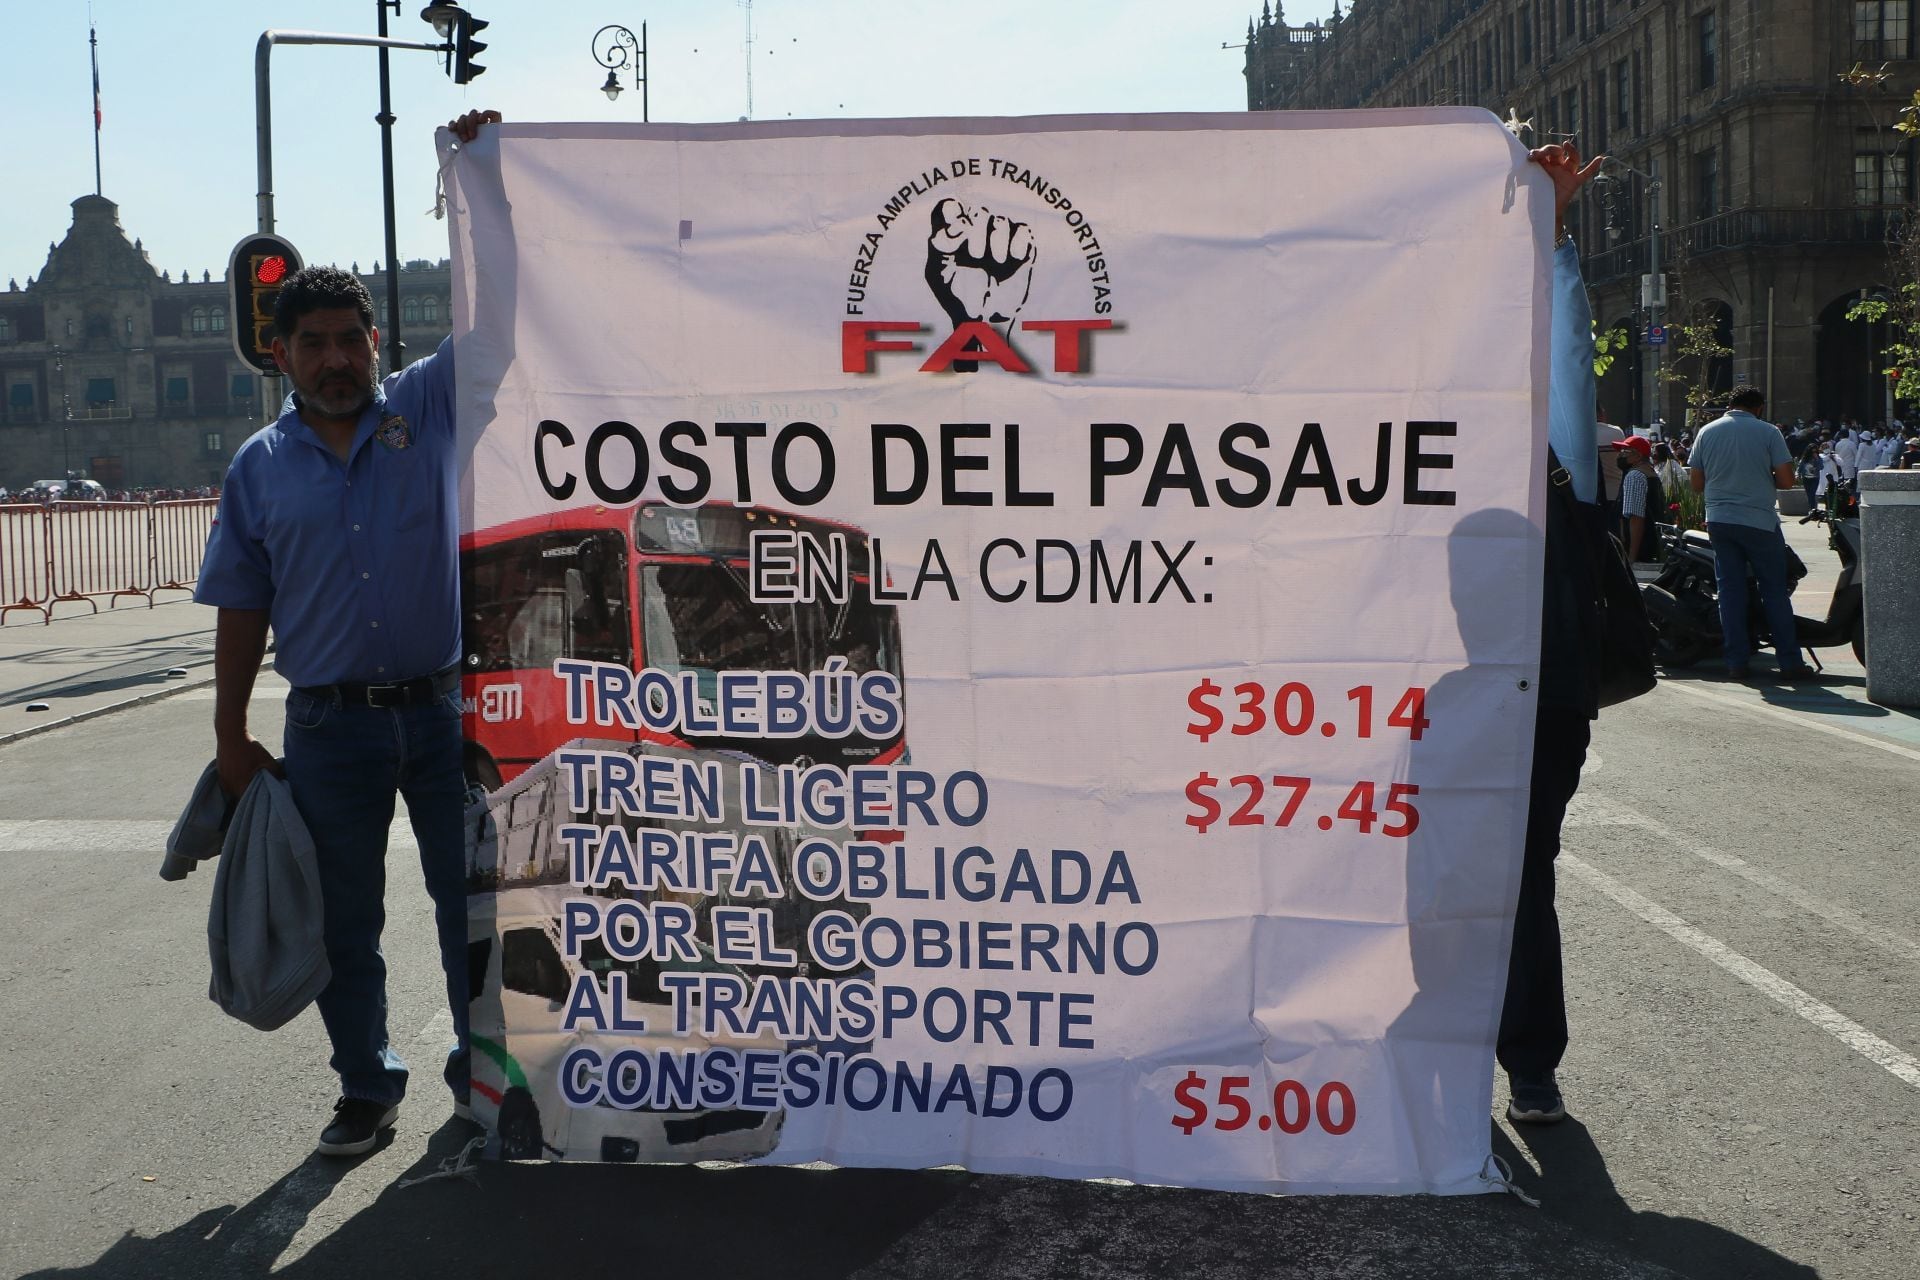 FUERZA AMPLIA DE TRANSPORTISTAS
FAT
COSTO DEL PASAJE
EN LA CDMX:
TROLEBÚS $30.14
TREN LIGERO $27.45
TARIFA OBLIGADA
POR EL GOBIERNO
AL TRANSPORTE
CONSESIONADO $5.00